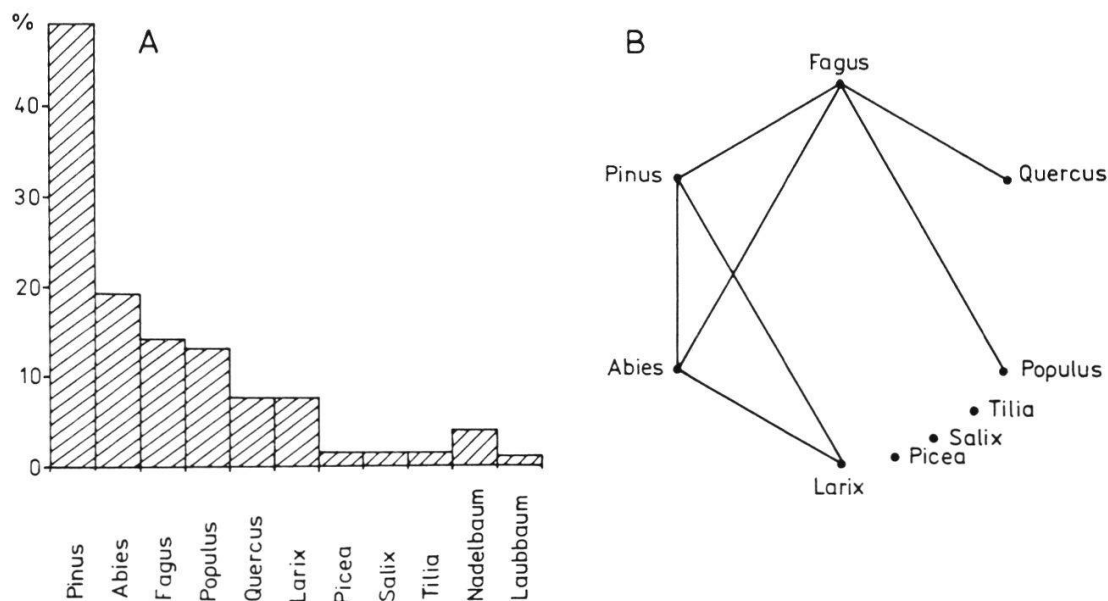 %
A
40
30
20
10
0
Pinus
Abies
Fagus
Populus
Quercus
Larix
Picea
Salix
Tilia
Nadelbaum
Laubbaum
B
Fagus
Pinus
Quercus
Abies
Populus
Tilia
Salix
Picea
Larix